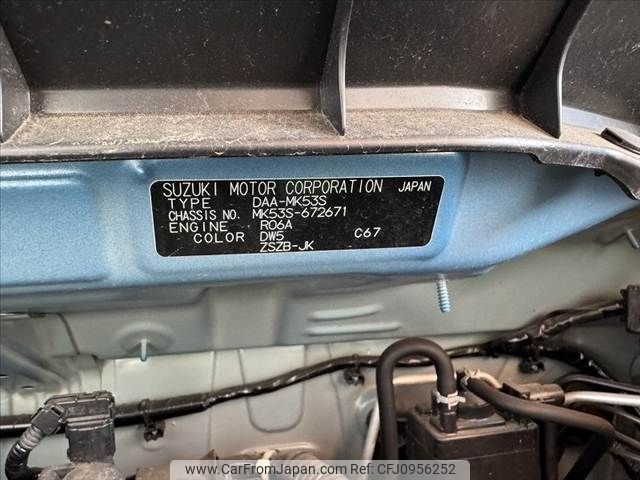 SUZUKI MOTOR CORPORATION JAPAN
TYPE DAA-MK53S
CHASSIS NO. MK53S-672671
ENGINE R06A
COLOR DW5 C67
ZSZB-JK
www.CarFromJapan.com - Ref#CFJ10956252